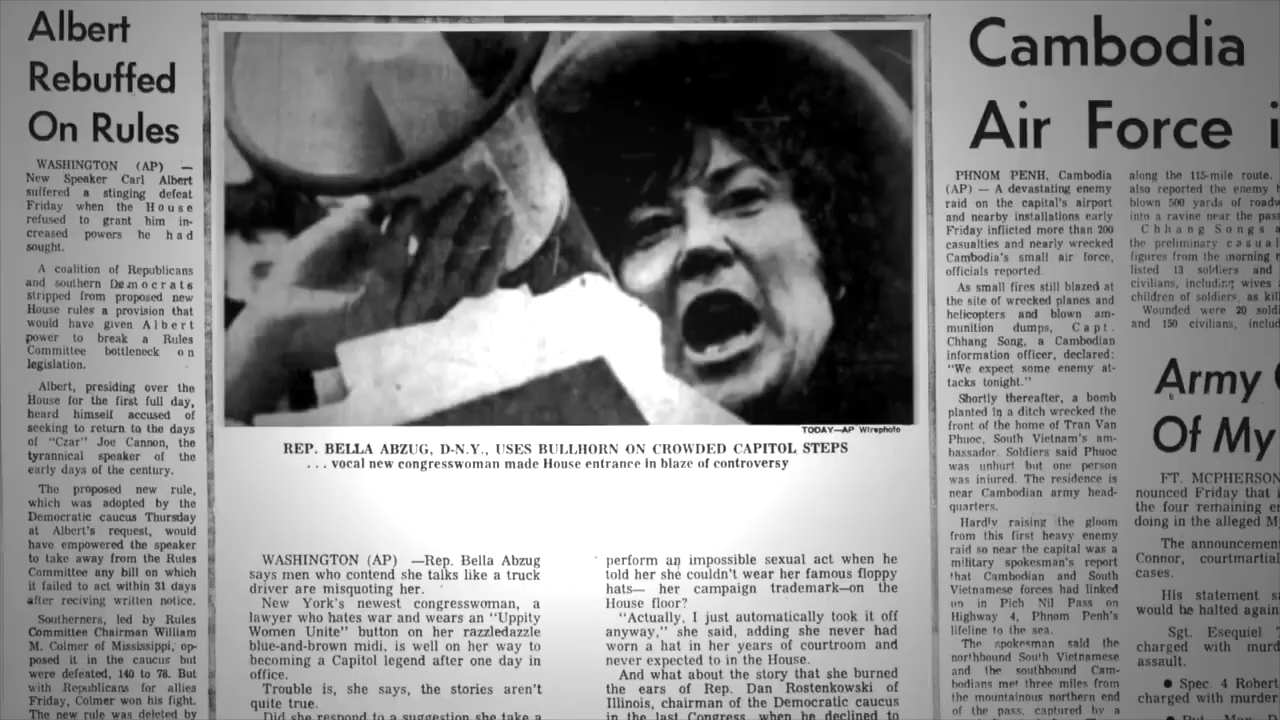 Albert
Rebuffed
On Rules
WASHINGTON (AP) —
New Speaker Carl Albert
suffered a stinging defeat
Friday when the House
refused to grant him in-
creased powers he had
sought.
A coalition of Republicans
and southern Democrats
stripped from proposed new
House rules a provision that
would have given Albert
power to break a Rules
Committee bottleneck on
legislation.
Albert, presiding over the
House for the first full day,
heard himself accused of
seeking to return to the days
of "Czar" Joe Cannon, the
tyrannical speaker of the
early days of the century.
The proposed new rule,
which was adopted by the
Democratic caucus Thursday
at Albert's request, would
have empowered the speaker
to take away from the Rules
Committee any bill on which
it failed to act within 31 days
after reciving written notice.
Southerners, led by Rules
Committee Chairman William
M. Colmer of Mississippi, op-
posed it in the caucus but
were defeated, 140 to 78. But
with Republicans for allies
Friday, Colmer won his fight.
The new rule was deleted by
TODAY—AP Wirephoto
REP. BELLA ABZUG, D-N.Y., USES BULLHORN ON CROWDED CAPITOL STEPS
. . . vocal new congresswoman made House entrance in blaze of controversy
WASHINGTON (AP) —Rep. Bella Abzug
says men who contend she talks like a truck
driver are misquoting her.
New York's newest congresswoman, a
lawyer who hates war and wears an "Uppity
Women Unite" button on her razzledazzle
blue-and-brown midi, is well on her way to
becoming a Capitol legend after one day in
office.
Trouble is, she says, the stories aren't
quite true.
Did she respond to a suggestion she take a
perform an impossible sexual act when he
told her she couldn't wear her famous floppy
hats— her campaign trademark—on the
House floor?
"Actually, I just automatically took it off
anyway," she said, adding she never had
worn a hat in her years of courtroom and
never expected to in the House.
And what about the story that she burned
the ears of Rep. Dan Rostenkowski of
Illinois, chairman of the Democratic caucus
in the last Congress, when he declined to
Cambodia
Air Force i
PHNOM PENH, Cambodia
(AP) — A devastating enemy
raid on the capital's airport
and nearby installations early
Friday inflicted more than 200
casualties and nearly wrecked
Cambodia's small air force,
officials reported.
As small fires still blazed at
the site of wrecked planes and
helicopters and blown am-
munition dumps, Capt.
Chhang Song, a Cambodian
information officer, declared:
"We expect some enemy at-
tacks tonight."
Shortly thereafter, a bomb
planted in a ditch wrecked the
front of the home of Tran Van
Phuoc, South Vietnam's am-
bassador. Soldiers said Phuoc
was unhurt but one person
was injured. The residence is
near Cambodian army head-
quarters.
Hardly raising the gloom
from this first heavy enemy
raid so near the capital was a
military spokesman's report
that Cambodian and South
Vietnamese forces had linked
up in Pich Nil Pass on
Highway 4, Phnom Penh's
lifeline to the sea.
The spokesman said the
northbound South Vietnamese
and the southbound Cam-
bodians met three miles from
the mountainous northern end
of the pass, captured by a
along the 115-mile route.
also reported the enemy
blown 500 yards of roadw
into a ravine near the pas
Chhang Songs a
the preliminary casual
figures from the morning
listed 13 soldiers and
civilians, including wives
children of soldiers, as kil
Wounded were 20 soldi
and 150 civilians, includ
Army
Of My
FT. MCPHERSON
nounced Friday that
the four remaining e
doing in the alleged M
The announcement
Connor, courtmartial
cases.
His statement s
would be halted again
Sgt. Esequiel
charged with murd
assault.
● Spec. 4 Robert
charged with murder